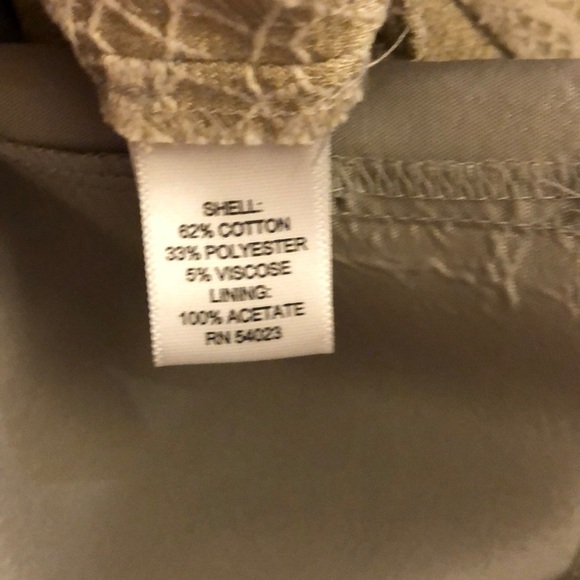 SHELL:
62% COTTON
33% POLYESTER
5% VISCOSE
LINING:
100% ACETATE
RN 54023